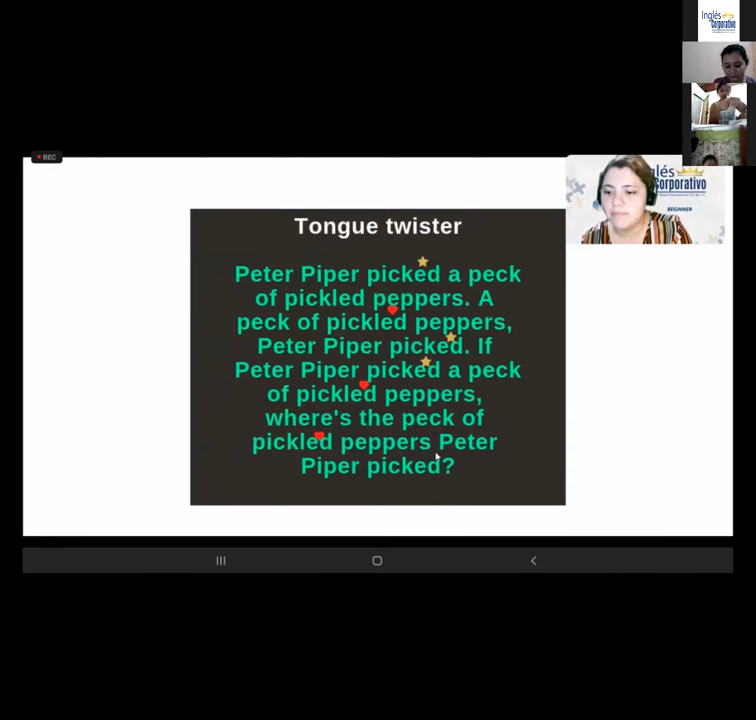 Inglés
Corporativo
REC
Inglés
Corporativo
BEGINNER
Tongue twister
Peter Piper picked a peck
of pickled peppers. A
peck of pickled peppers,
Peter Piper picked. If
Peter Piper picked a peck
of pickled peppers,
where's the peck of
pickled peppers Peter
Piper picked?